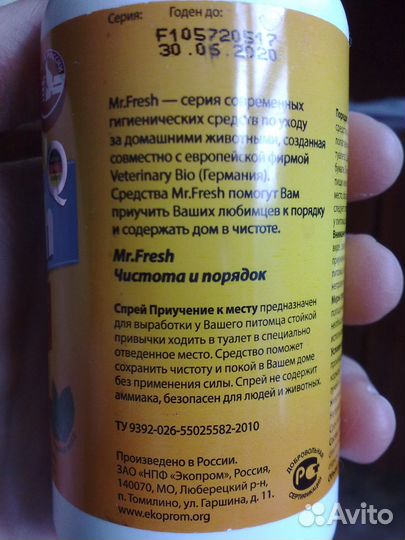 Серия: Годен до:
F105720517
30.06.2020
Mr.Fresh — серия современных
гигиенических средств по уходу
за домашними животными, созданная
совместно с европейской фирмой
Veterinary Bio (Германия).
Средства Mr.Fresh помогут Вам
приучить Ваших любимцев к порядку
и содержать дом в чистоте.
Mr.Fresh
Чистота и порядок
Спрей Приучение к месту предназначен
для выработки у Вашего питомца стойкой
привычки ходить в туалет в специально
отведенное место. Средство поможет
сохранить чистоту и покой в Вашем доме
без применения силы. Спрей не содержит
аммиака, безопасен для людей и животных.
ТУ 9392-026-55025582-2010
Произведено в России.
ЗАО «НПФ «Экопром», Россия,
140070, МО, Люберецкий р-н,
п. Томилино, ул. Гаршина, д. 11.
www.ekoprom.org
ДОБРОВОЛЬНАЯ
РСТ
СЕРТИФИКАЦИЯ
Avito